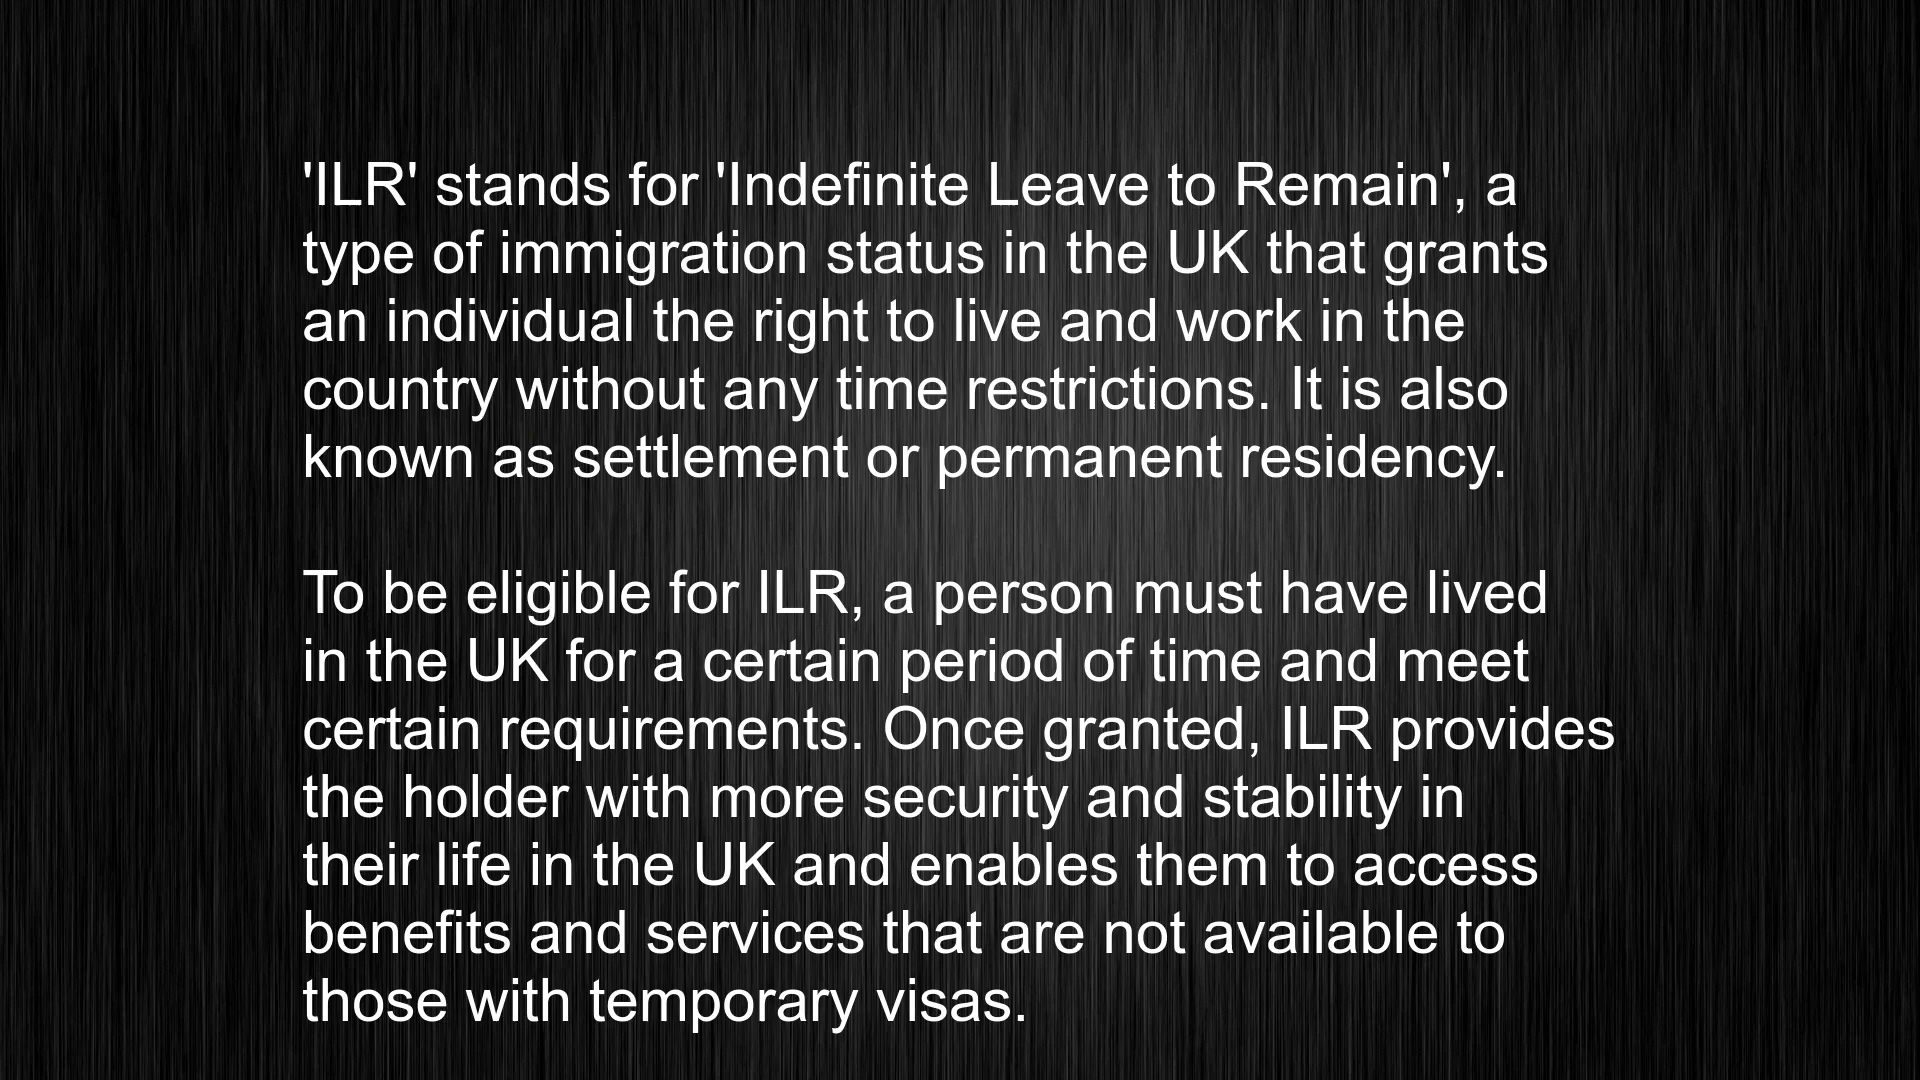 'ILR' stands for 'Indefinite Leave to Remain', a
type of immigration status in the UK that grants
an individual the right to live and work in the
country without any time restrictions. It is also
known as settlement or permanent residency.
To be eligible for ILR, a person must have lived
in the UK for a certain period of time and meet
certain requirements. Once granted, ILR provides
the holder with more security and stability in
their life in the UK and enables them to access
benefits and services that are not available to
those with temporary visas.